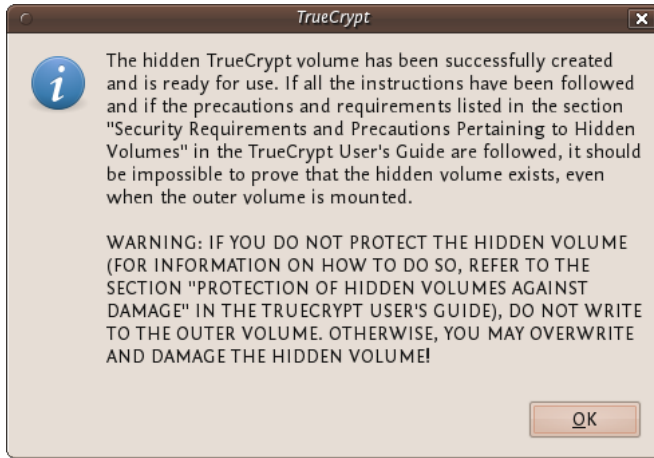 TrueCrypt
The hidden TrueCrypt volume has been successfully created
and is ready for use. If all the instructions have been followed
and if the precautions and requirements listed in the section
"Security Requirements and Precautions Pertaining to Hidden
Volumes" in the TrueCrypt User's Guide are followed, it should
be impossible to prove that the hidden volume exists, even
when the outer volume is mounted.
WARNING: IF YOU DO NOT PROTECT THE HIDDEN VOLUME
(FOR INFORMATION ON HOW TO DO SO, REFER TO THE
SECTION "PROTECTION OF HIDDEN VOLUMES AGAINST
DAMAGE" IN THE TRUECRYPT USER'S GUIDE), DO NOT WRITE
TO THE OUTER VOLUME. OTHERWISE, YOU MAY OVERWRITE
AND DAMAGE THE HIDDEN VOLUME!
OK